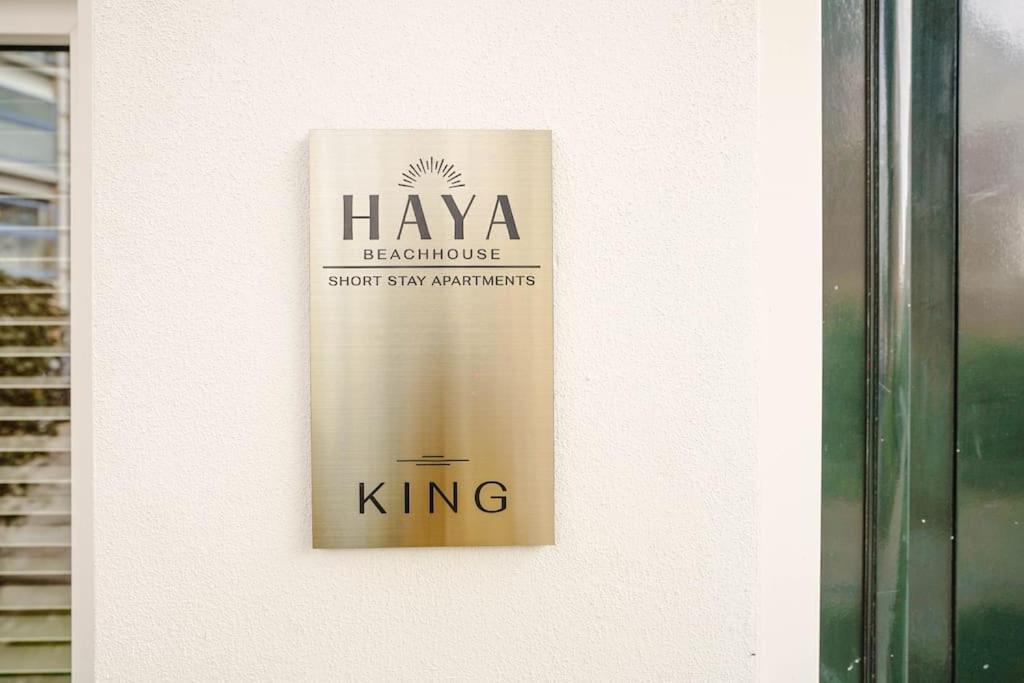 HAYA
BEACHHOUSE
SHORT STAY APARTMENTS
KING